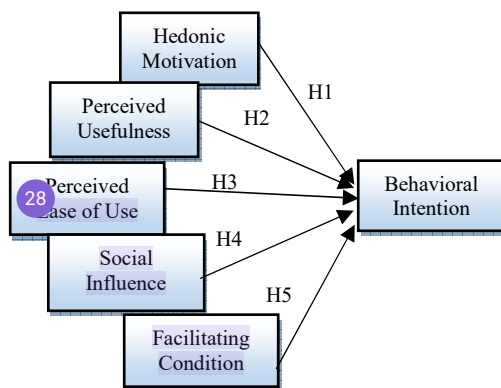 Hedonic
Motivation
H1
Perceived
Usefulness
H2
Perceived
Ease of Use
28
H3
Behavioral
Intention
Social
Influence
H4
Facilitating
Condition
H5